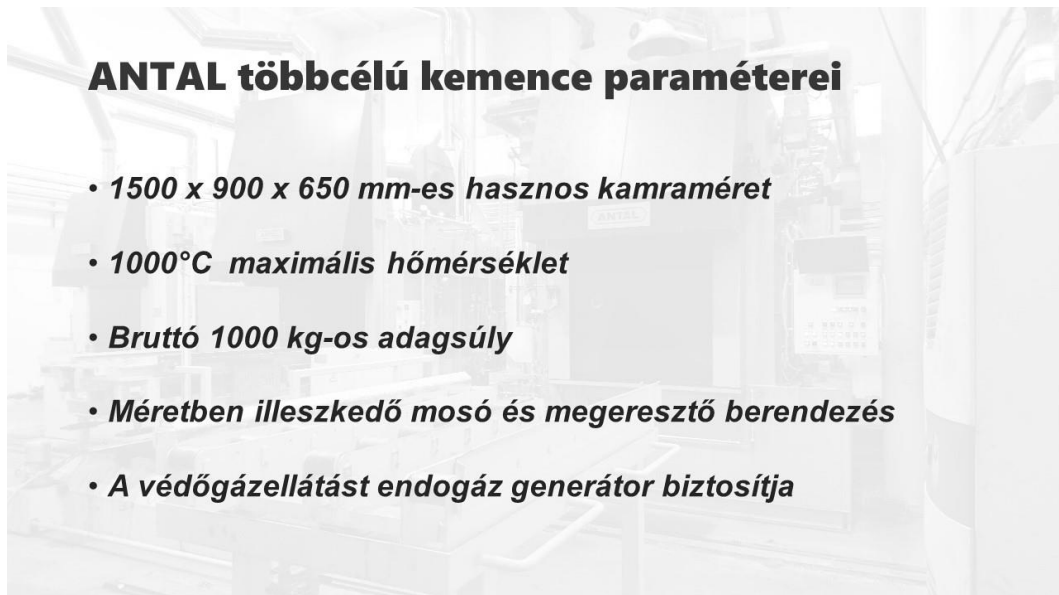 ANTAL többcélú kemence paraméterei
• 1500 x 900 x 650 mm-es hasznos kamraméret
• 1000°C maximális hőmérséklet
• Bruttó 1000 kg-os adagsúly
• Méretben illeszkedő mosó és megeresztő berendezés
• A védőgázellátást endogáz generátor biztosítja
ANTAL